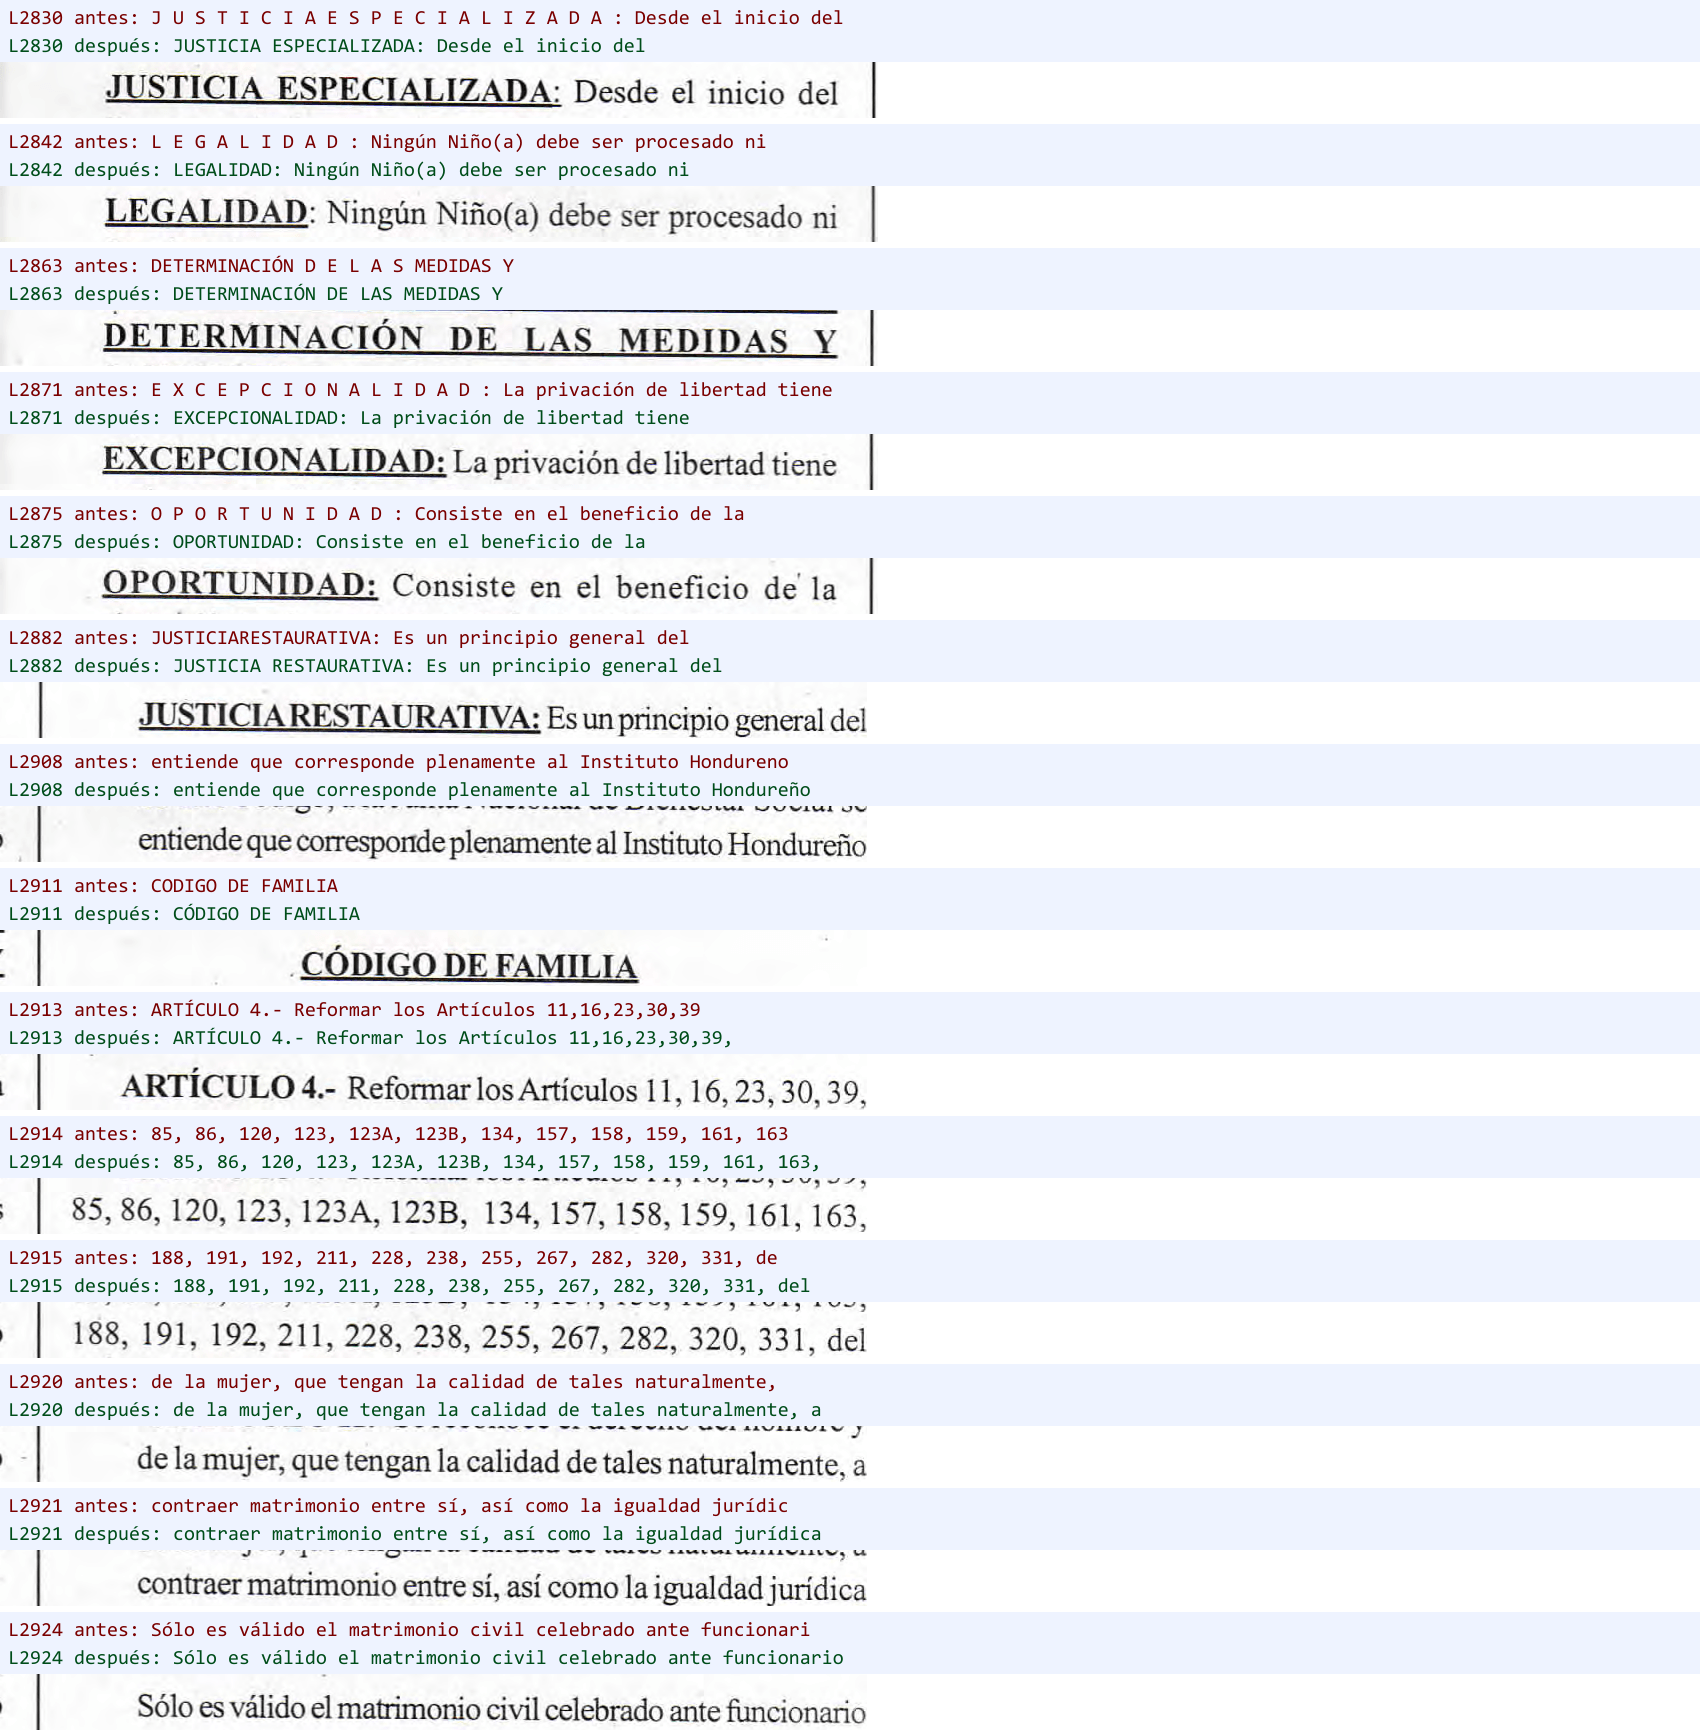 L2830 antes: J U S T I C I A E S P E C I A L I Z A D A : Desde el inicio del
L2830 después: JUSTICIA ESPECIALIZADA: Desde el inicio del
JUSTICIA ESPECIALIZADA: Desde el inicio del
L2842 antes: L E G A L I D A D : Ningún Niño(a) debe ser procesado ni
L2842 después: LEGALIDAD: Ningún Niño(a) debe ser procesado ni
LEGALIDAD: Ningún Niño(a) debe ser procesado ni
L2863 antes: DETERMINACIÓN D E L A S MEDIDAS Y
L2863 después: DETERMINACIÓN DE LAS MEDIDAS Y
DETERMINACIÓN DE LAS MEDIDAS Y
L2871 antes: E X C E P C I O N A L I D A D : La privación de libertad tiene
L2871 después: EXCEPCIONALIDAD: La privación de libertad tiene
EXCEPCIONALIDAD: La privación de libertad tiene
L2875 antes: O P O R T U N I D A D : Consiste en el beneficio de la
L2875 después: OPORTUNIDAD: Consiste en el beneficio de la
OPORTUNIDAD: Consiste en el beneficio de la
L2882 antes: JUSTICIARESTAURATIVA: Es un principio general del
L2882 después: JUSTICIA RESTAURATIVA: Es un principio general del
JUSTICIA RESTAURATIVA: Es un principio general del
L2908 antes: entiende que corresponde plenamente al Instituto Hondureno
L2908 después: entiende que corresponde plenamente al Instituto Hondureño
entiende que corresponde plenamente al Instituto Hondureño
L2911 antes: CODIGO DE FAMILIA
L2911 después: CÓDIGO DE FAMILIA
CÓDIGO DE FAMILIA
L2913 antes: ARTÍCULO 4.- Reformar los Artículos 11,16,23,30,39
L2913 después: ARTÍCULO 4.- Reformar los Artículos 11,16,23,30,39,
ARTÍCULO 4.- Reformar los Artículos 11, 16, 23, 30, 39,
L2914 antes: 85, 86, 120, 123, 123A, 123B, 134, 157, 158, 159, 161, 163
L2914 después: 85, 86, 120, 123, 123A, 123B, 134, 157, 158, 159, 161, 163,
85, 86, 120, 123, 123A, 123B, 134, 157, 158, 159, 161, 163,
L2915 antes: 188, 191, 192, 211, 228, 238, 255, 267, 282, 320, 331, de
L2915 después: 188, 191, 192, 211, 228, 238, 255, 267, 282, 320, 331, del
188, 191, 192, 211, 228, 238, 255, 267, 282, 320, 331, del
L2920 antes: de la mujer, que tengan la calidad de tales naturalmente,
L2920 después: de la mujer, que tengan la calidad de tales naturalmente, a
de la mujer, que tengan la calidad de tales naturalmente, a
L2921 antes: contraer matrimonio entre sí, así como la igualdad jurídic
L2921 después: contraer matrimonio entre sí, así como la igualdad jurídica
contraer matrimonio entre sí, así como la igualdad jurídica
L2924 antes: Sólo es válido el matrimonio civil celebrado ante funcionari
L2924 después: Sólo es válido el matrimonio civil celebrado ante funcionario
Sólo es válido el matrimonio civil celebrado ante funcionario